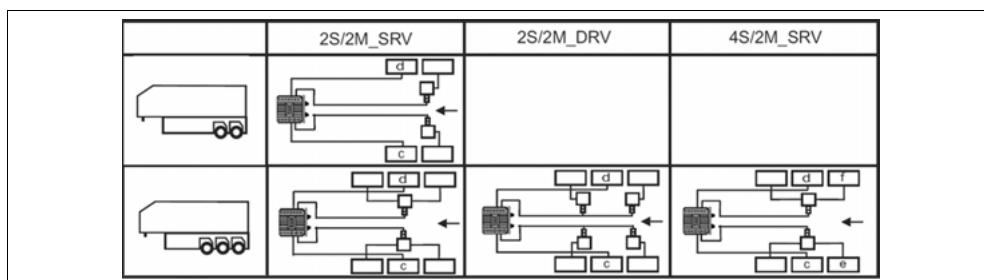 2S/2M_SRV 2S/2M_DRV 4S/2M_SRV
d
c
d d d f
c c c e